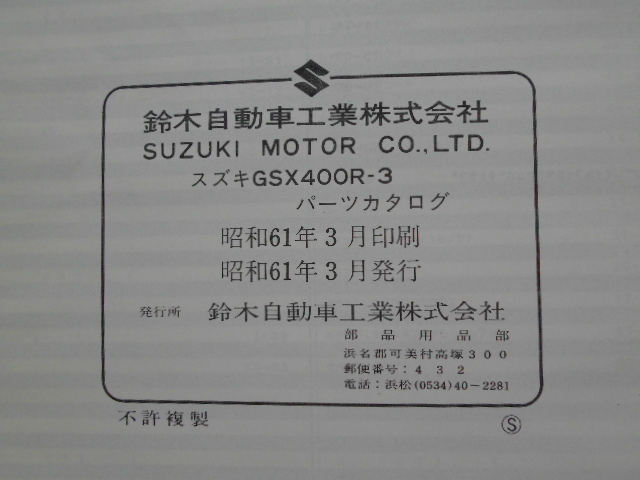 鈴木自動車工業株式会社
SUZUKI MOTOR CO.,LTD.
スズキGSX400R-3
パーツカタログ
昭和61年3月印刷
昭和61年3月発行
発行所 鈴木自動車工業株式会社
部品用品部
浜名郡可美村高塚300
郵便番号:432
電話:浜松(0534)40-2281
不許複製
Ⓢ